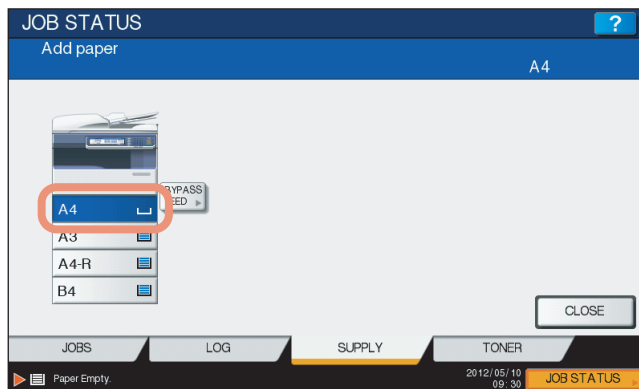 JOB STATUS
?
Add paper
A4
BYPASS
A4
A3
A4-R
B4
CLOSE
JOBS
LOG
SUPPLY
TONER
Paper Empty.
2012/05/10
09:30
JOB STATUS